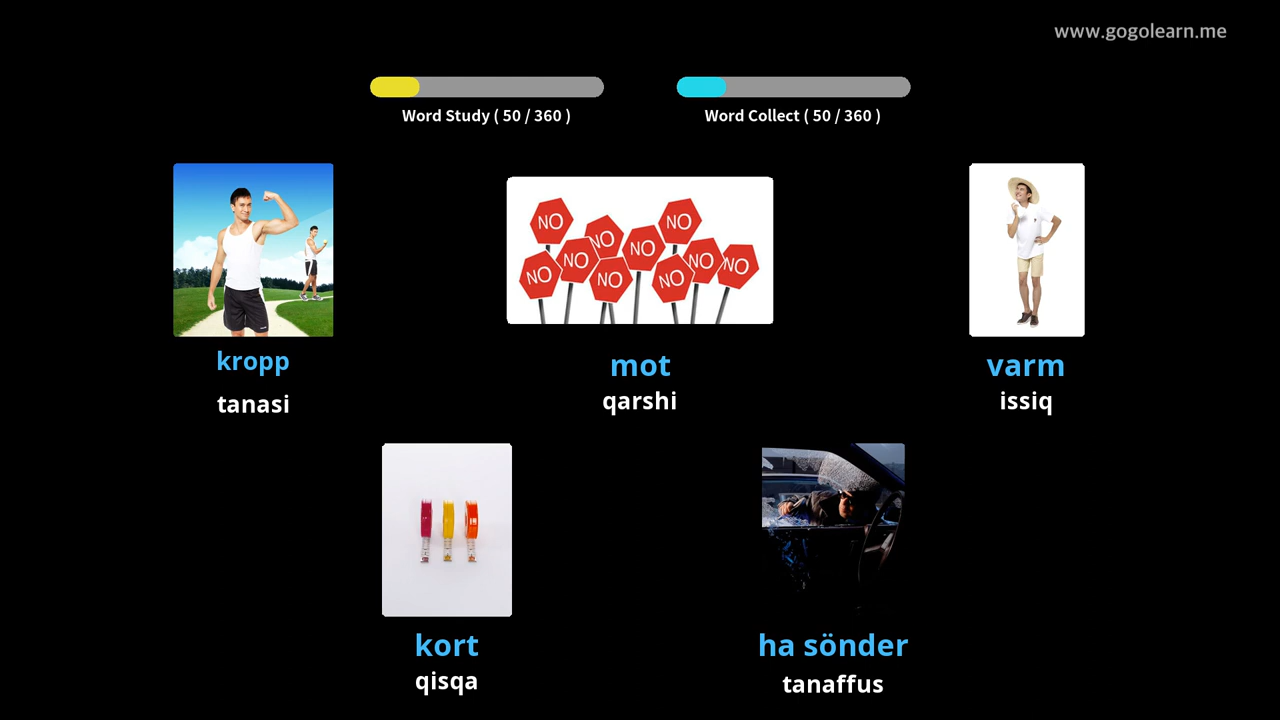 www.gogolearn.me
Word Study ( 50 / 360 )
Word Collect ( 50 / 360 )
NO
NO
NO
NO
NO
NO
NO
NO
NO
NO
kropp
tanasi
mot
qarshi
varm
issiq
kort
qisqa
ha sönder
tanaffus